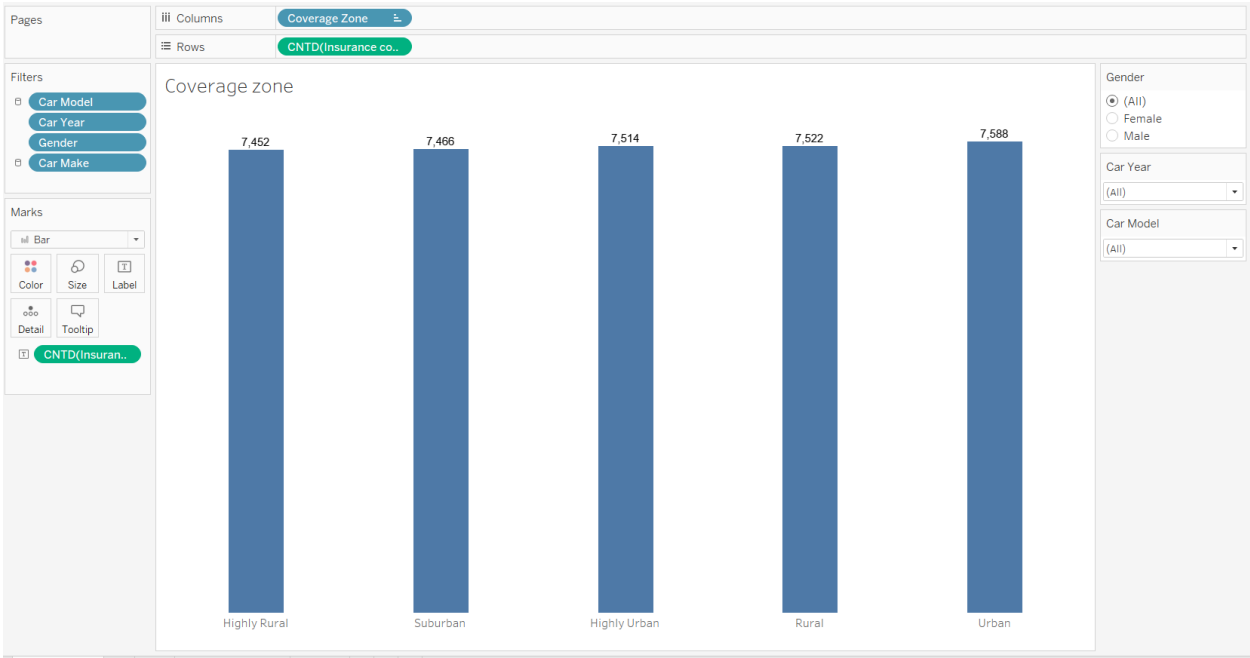 Pages
Columns
Coverage Zone
Rows
CNTD(Insurance co..
Filters
Car Model
Car Year
Gender
Car Make
Marks
Bar
Color
Size
Label
Detail
Tooltip
CNTD(Insuran..
Coverage zone
7,452
7,466
7,514
7,522
7,588
Highly Rural
Suburban
Highly Urban
Rural
Urban
Gender
(All)
Female
Male
Car Year
(All)
Car Model
(All)